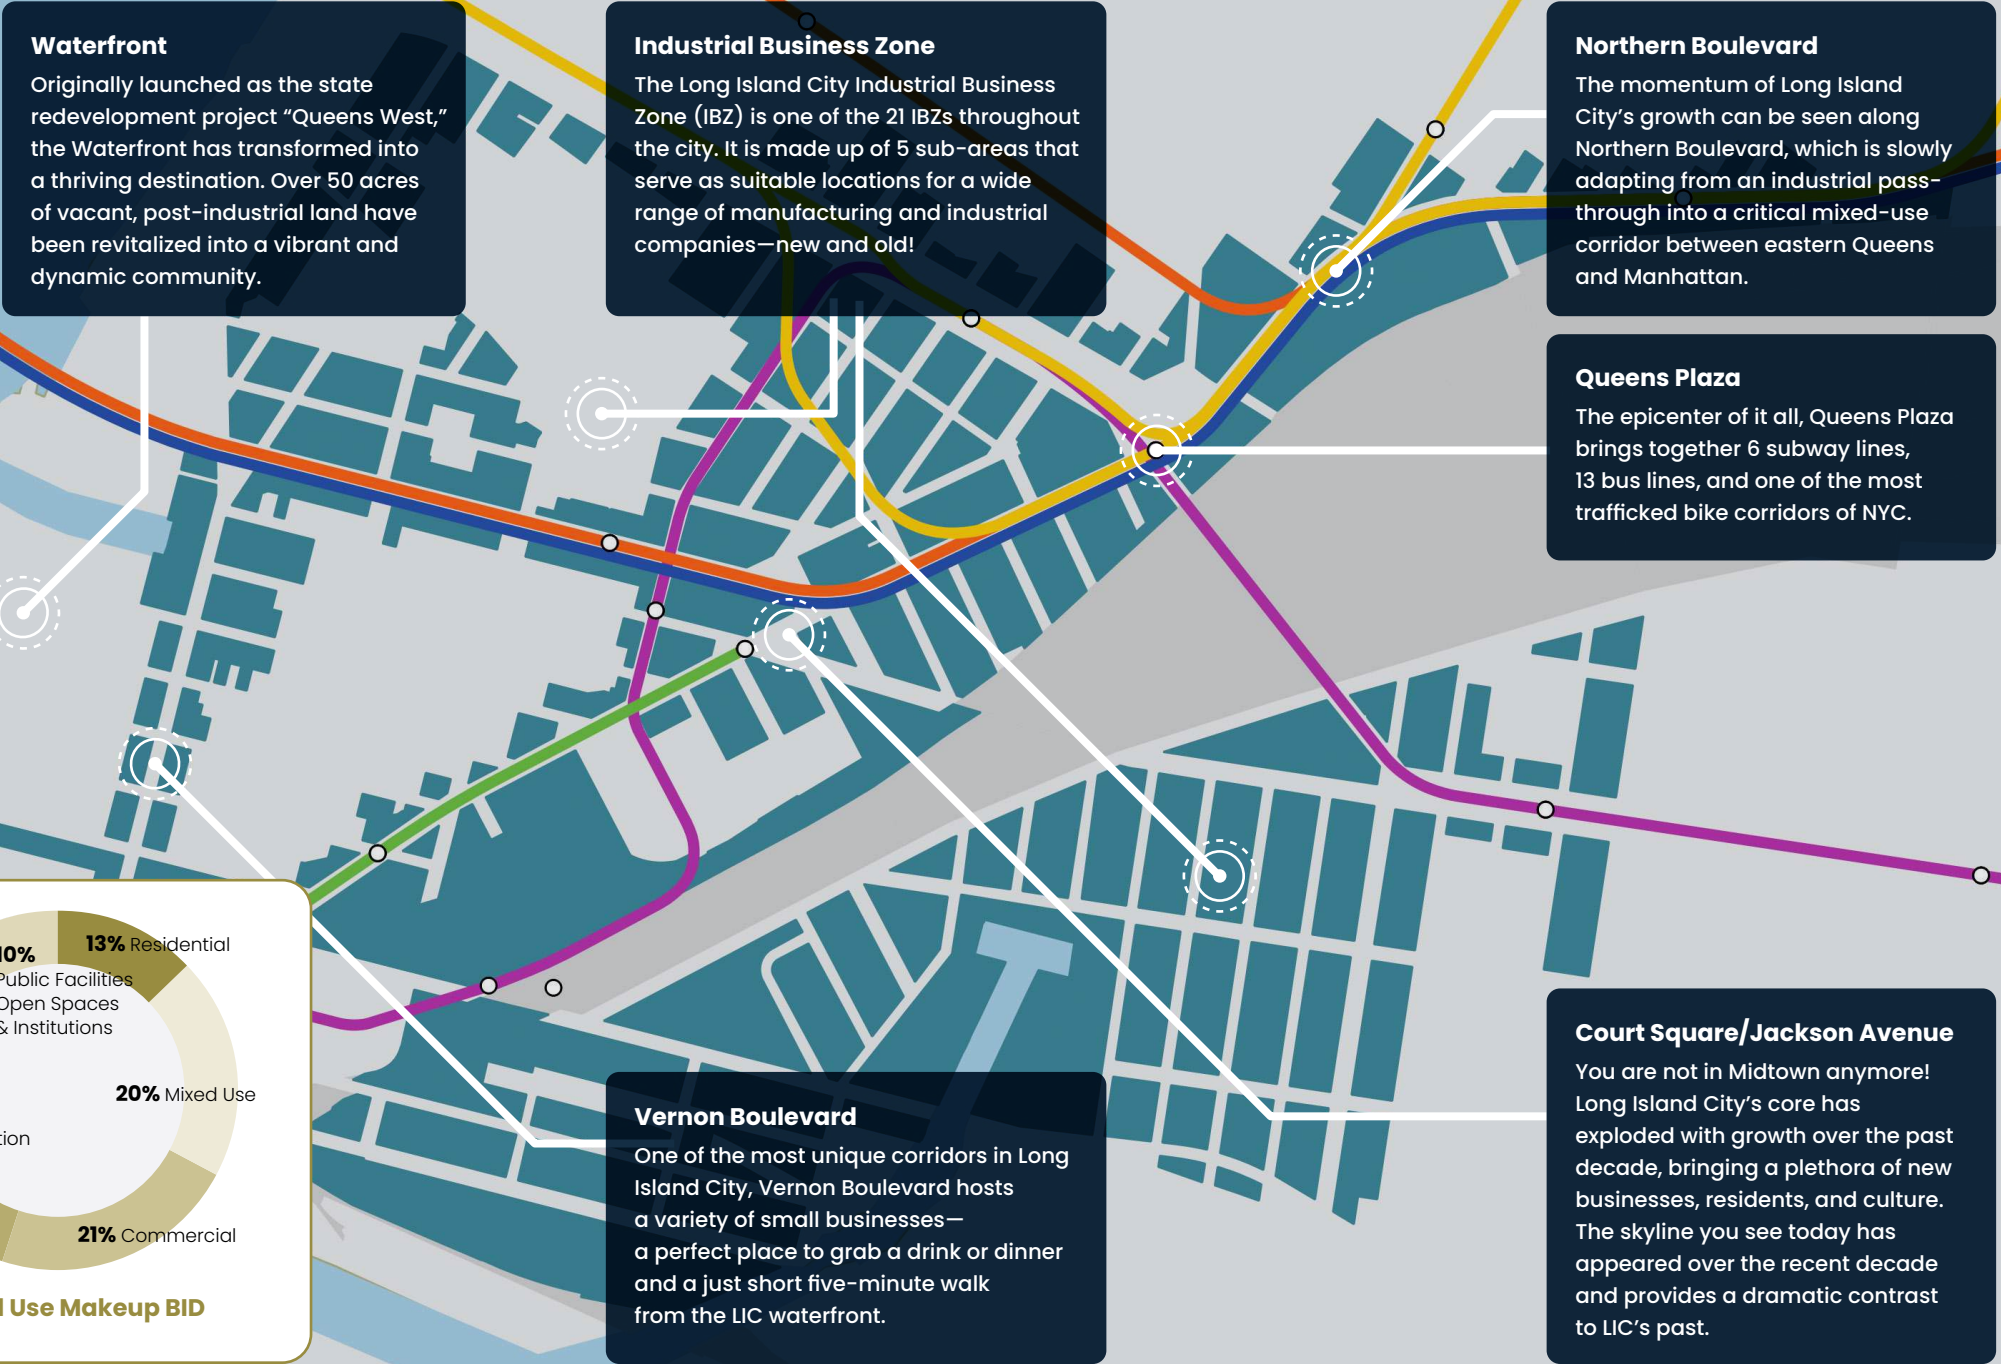 Waterfront
Originally launched as the state
redevelopment project “Queens West,”
the Waterfront has transformed into
a thriving destination. Over 50 acres
of vacant, post-industrial land have
been revitalized into a vibrant and
dynamic community.
Industrial Business Zone
The Long Island City Industrial Business
Zone (IBZ) is one of the 21 IBZs throughout
the city. It is made up of 5 sub-areas that
serve as suitable locations for a wide
range of manufacturing and industrial
companies—new and old!
Northern Boulevard
The momentum of Long Island
City’s growth can be seen along
Northern Boulevard, which is slowly
adapting from an industrial pass-
through into a critical mixed-use
corridor between eastern Queens
and Manhattan.
Queens Plaza
The epicenter of it all, Queens Plaza
brings together 6 subway lines,
13 bus lines, and one of the most
trafficked bike corridors of NYC.
13% Residential
10%
Public Facilities
Open Spaces
& Institutions
20% Mixed Use
tion
21% Commercial
Use Makeup BID
Vernon Boulevard
One of the most unique corridors in Long
Island City, Vernon Boulevard hosts
a variety of small businesses—
a perfect place to grab a drink or dinner
and a just short five-minute walk
from the LIC waterfront.
Court Square/Jackson Avenue
You are not in Midtown anymore!
Long Island City’s core has
exploded with growth over the past
decade, bringing a plethora of new
businesses, residents, and culture.
The skyline you see today has
appeared over the recent decade
and provides a dramatic contrast
to LIC’s past.